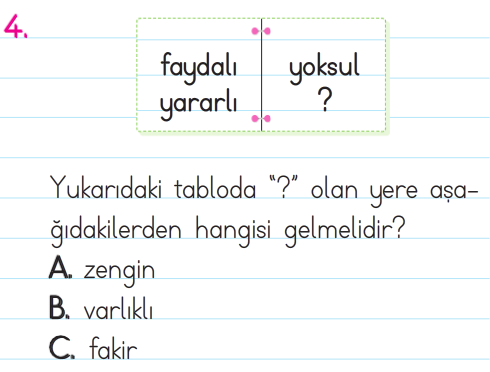 4.
faydalı yoksul
yararlı ?
Yukarıdaki tabloda “?” olan yere aşa-
ğıdakilerden hangisi gelmelidir?
A. zengin
B. varlıklı
C. fakir